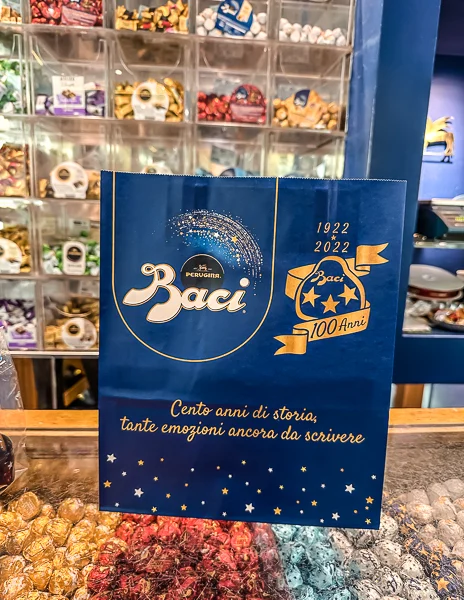 PERUGINA
Baci
1922
2022
Baci
100 Anni
Cento anni di storia,
tante emozioni ancora da scrivere